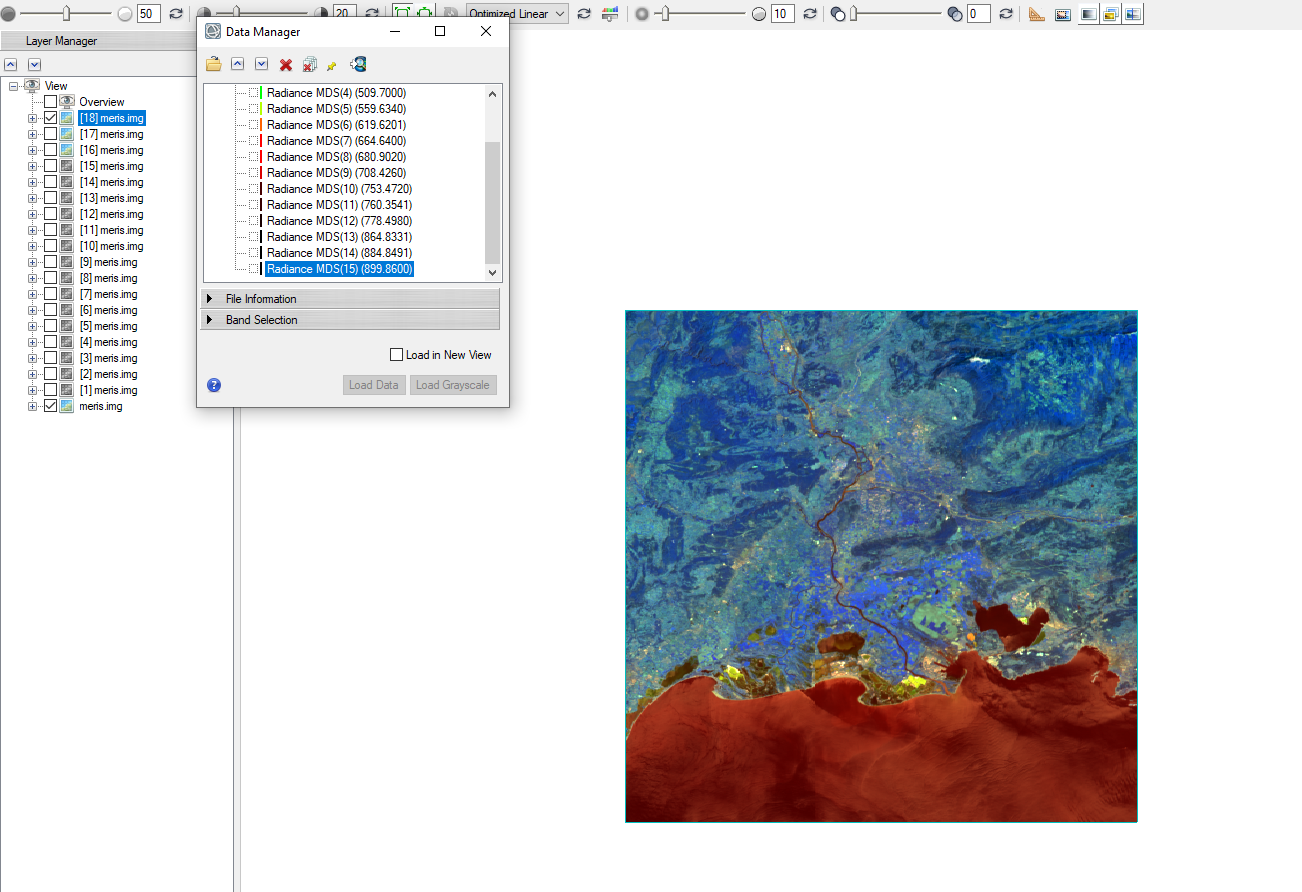 50
20
Optimized Linear
10
0
Layer Manager
Data Manager
View
Overview
[18] meris.img
[17] meris.img
[16] meris.img
[15] meris.img
[14] meris.img
[13] meris.img
[12] meris.img
[11] meris.img
[10] meris.img
[9] meris.img
[8] meris.img
[7] meris.img
[6] meris.img
[5] meris.img
[4] meris.img
[3] meris.img
[2] meris.img
[1] meris.img
meris.img
Radiance MDS(4) (509.7000)
Radiance MDS(5) (559.6340)
Radiance MDS(6) (619.6201)
Radiance MDS(7) (664.6400)
Radiance MDS(8) (680.9020)
Radiance MDS(9) (708.4260)
Radiance MDS(10) (753.4720)
Radiance MDS(11) (760.3541)
Radiance MDS(12) (778.4980)
Radiance MDS(13) (864.8331)
Radiance MDS(14) (884.8491)
Radiance MDS(15) (899.8600)
File Information
Band Selection
Load in New View
?
Load Data
Load Grayscale